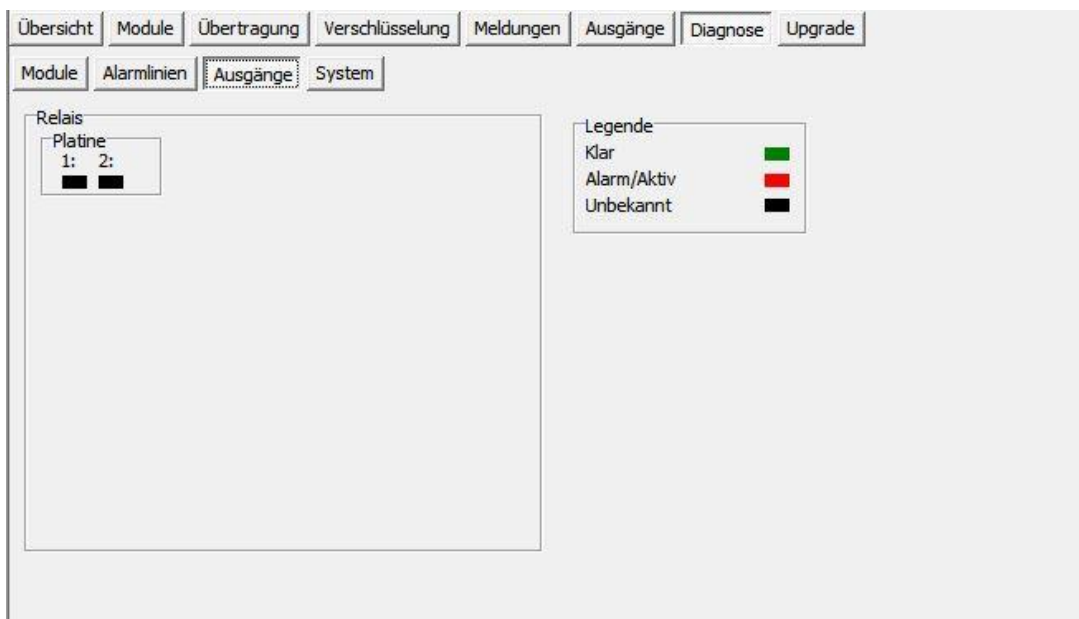 Übersicht Module Übertragung Verschlüsselung Meldungen Ausgänge Diagnose Upgrade
Module Alarmlinien Ausgänge System
Relais
Platine
1: 2:
Legende
Klar
Alarm/Aktiv
Unbekannt